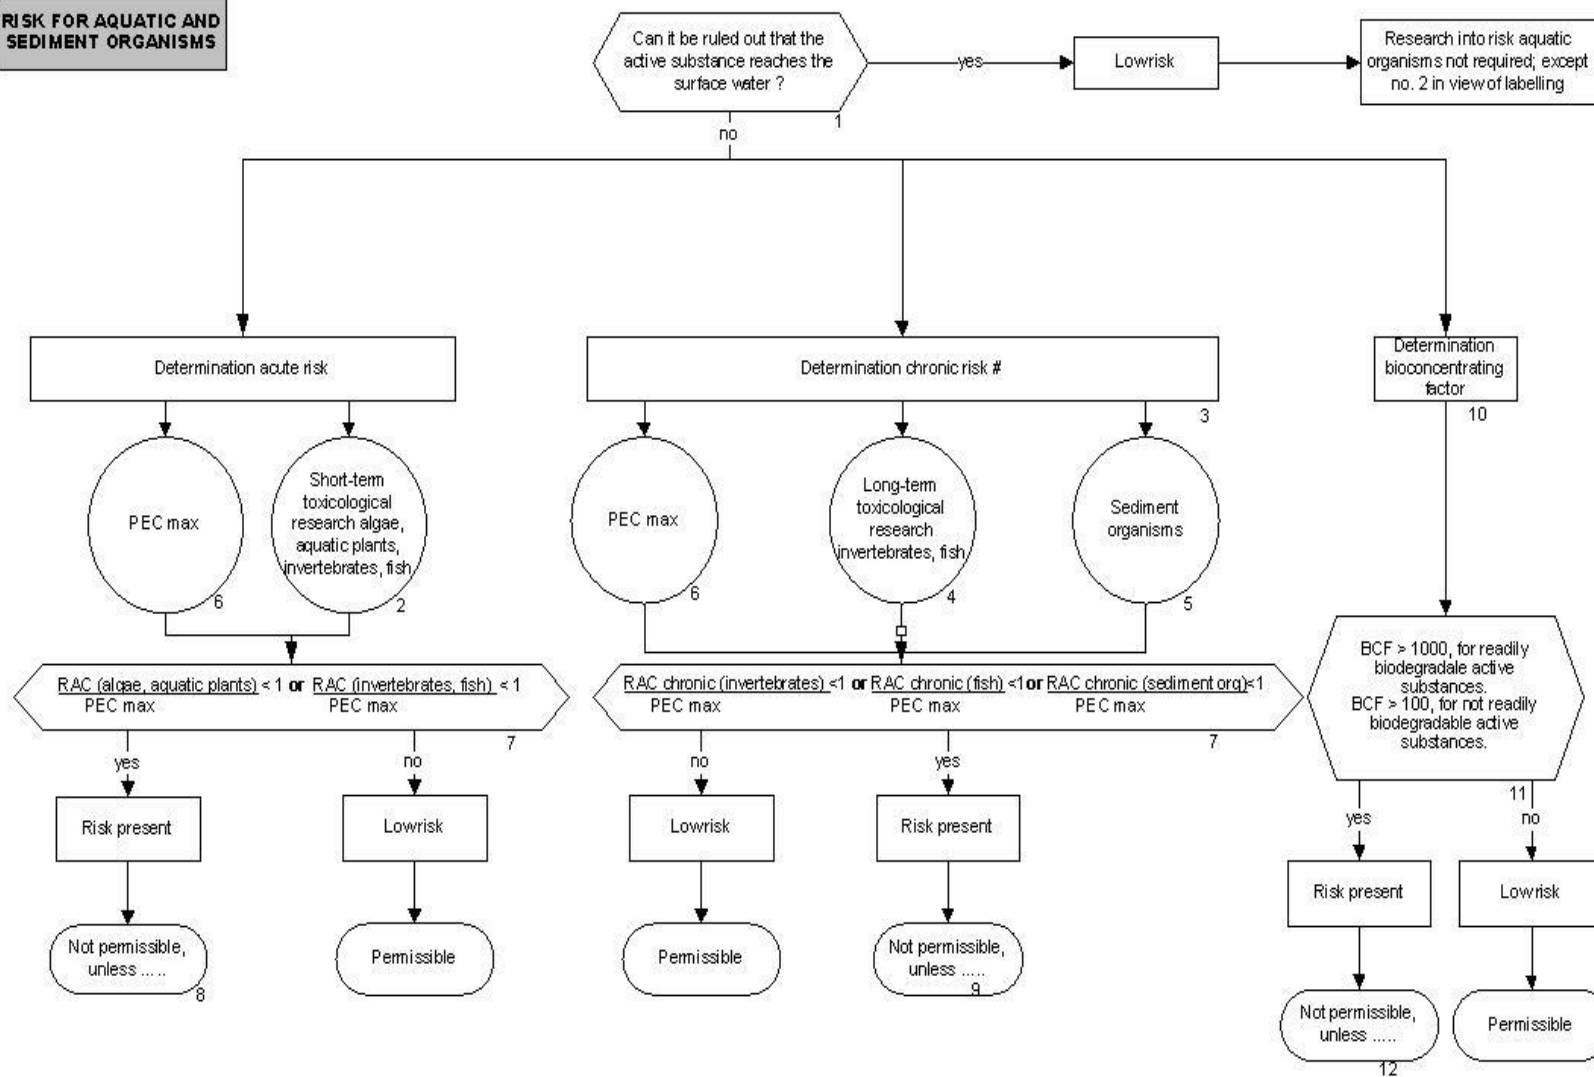 RISK FOR AQUATIC AND
SEDIMENT ORGANISMS
Can it be ruled out that the
active substance reaches the
surface water ?
1
yes
Low risk
Research into risk aquatic
organisms not required; except
no. 2 in view of labelling
no
Determination acute risk
Determination chronic risk #
3
Determination
bioconcentrating
factor
10
PEC max
6
Short-term
toxicological
research algae,
aquatic plants,
invertebrates, fish
2
PEC max
6
Long-term
toxicological
research
invertebrates, fish
4
Sediment
organisms
5
RAC (algae, aquatic plants) < 1 or RAC (invertebrates, fish) < 1
PEC max PEC max
7
RAC chronic (invertebrates) <1 or RAC chronic (fish) <1 or RAC chronic (sediment org)<1
PEC max PEC max PEC max
7
BCF > 1000, for readily
biodegradale active
substances.
BCF > 100, for not readily
biodegradable active
substances.
11
yes
no
no
yes
yes
no
Risk present
Low risk
Low risk
Risk present
Risk present
Low risk
Not permissible,
unless .....
8
Permissible
Permissible
Not permissible,
unless .....
9
Not permissible,
unless .....
12
Permissible